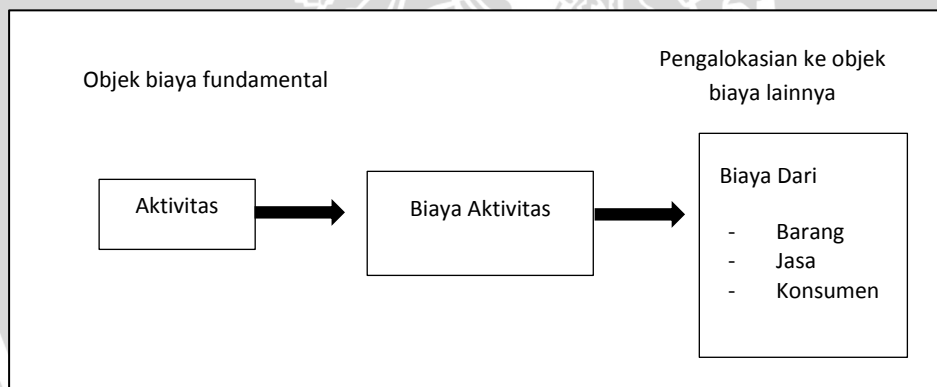 Objek biaya fundamental
Pengalokasian ke objek
biaya lainnya
Aktivitas
Biaya Aktivitas
Biaya Dari
- Barang
- Jasa
- Konsumen